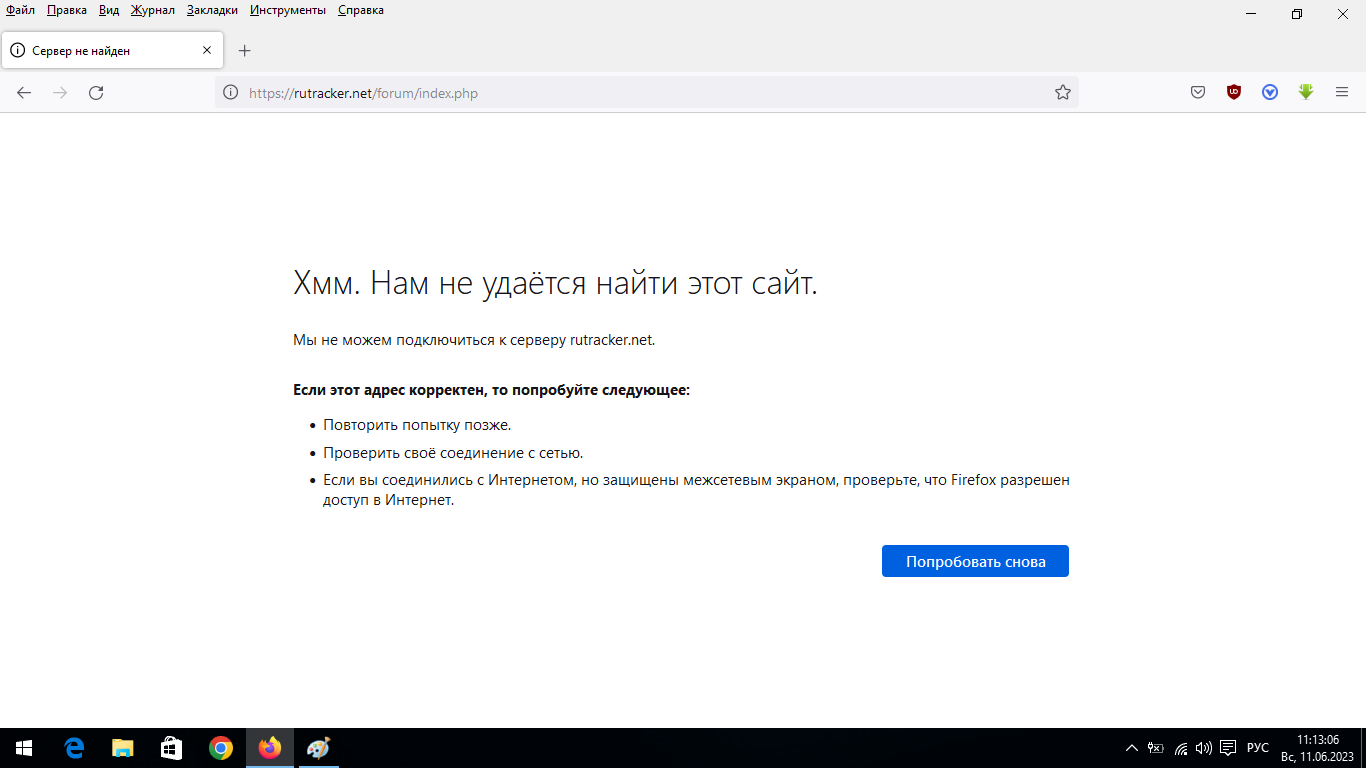 Файл Правка Вид Журнал Закладки Инструменты Справка
Сервер не найден
https://rutracker.net/forum/index.php
Хмм. Нам не удаётся найти этот сайт.
Мы не можем подключиться к серверу rutracker.net.
Если этот адрес корректен, то попробуйте следующее:
• Повторить попытку позже.
• Проверить своё соединение с сетью.
• Если вы соединились с Интернетом, но защищены межсетевым экраном, проверьте, что Firefox разрешен
доступ в Интернет.
Попробовать снова
РУС
11:13:06
Вс, 11.06.2023